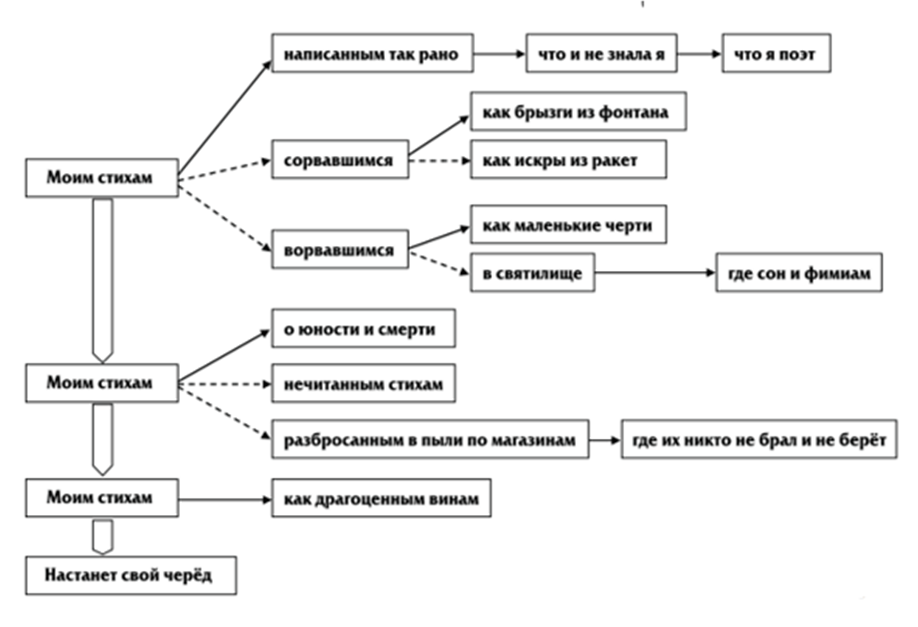 написанным так рано
что и не знала я
что я поэт
как брызги из фонтана
сорвавшимся
как искры из ракет
Моим стихам
как маленькие черти
ворвавшимся
в святилище
где сон и фимиам
о юности и смерти
Моим стихам
нечитанным стихам
разбросанным в пыли по магазинам
где их никто не брал и не берёт
Моим стихам
как драгоценным винам
Настанет свой черёд